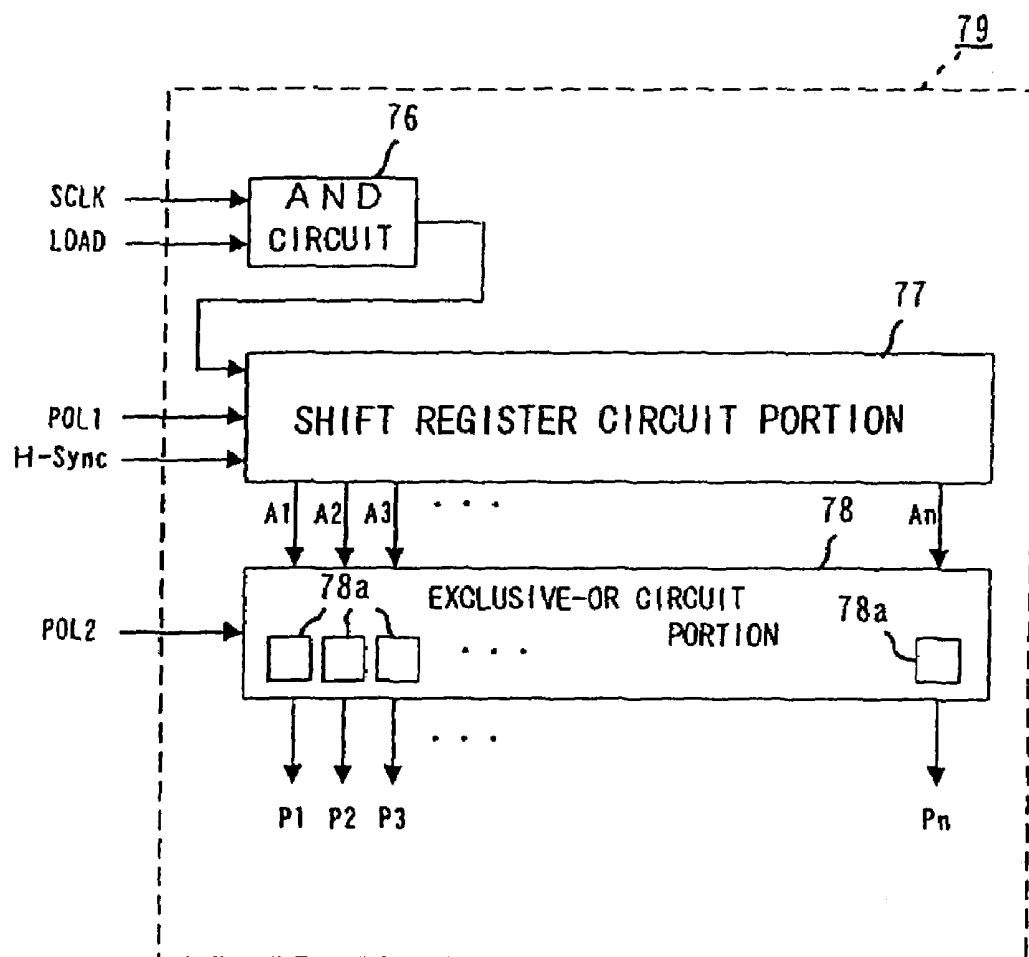 79
76
SCLK
LOAD
AND
CIRCUIT
77
POL1
H-Sync
SHIFT REGISTER CIRCUIT PORTION
A1 A2 A3 . . . An
78
78a
EXCLUSIVE-OR CIRCUIT
PORTION
78a
POL2
. . .
. . .
P1 P2 P3 Pn